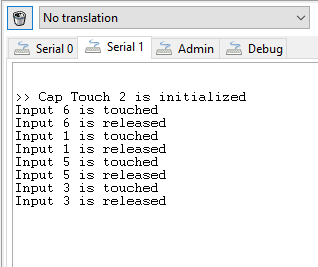 No translation
Serial 0
Serial 1
Admin
Debug
>> Cap Touch 2 is initialized
Input 6 is touched
Input 6 is released
Input 1 is touched
Input 1 is released
Input 5 is touched
Input 5 is released
Input 3 is touched
Input 3 is released